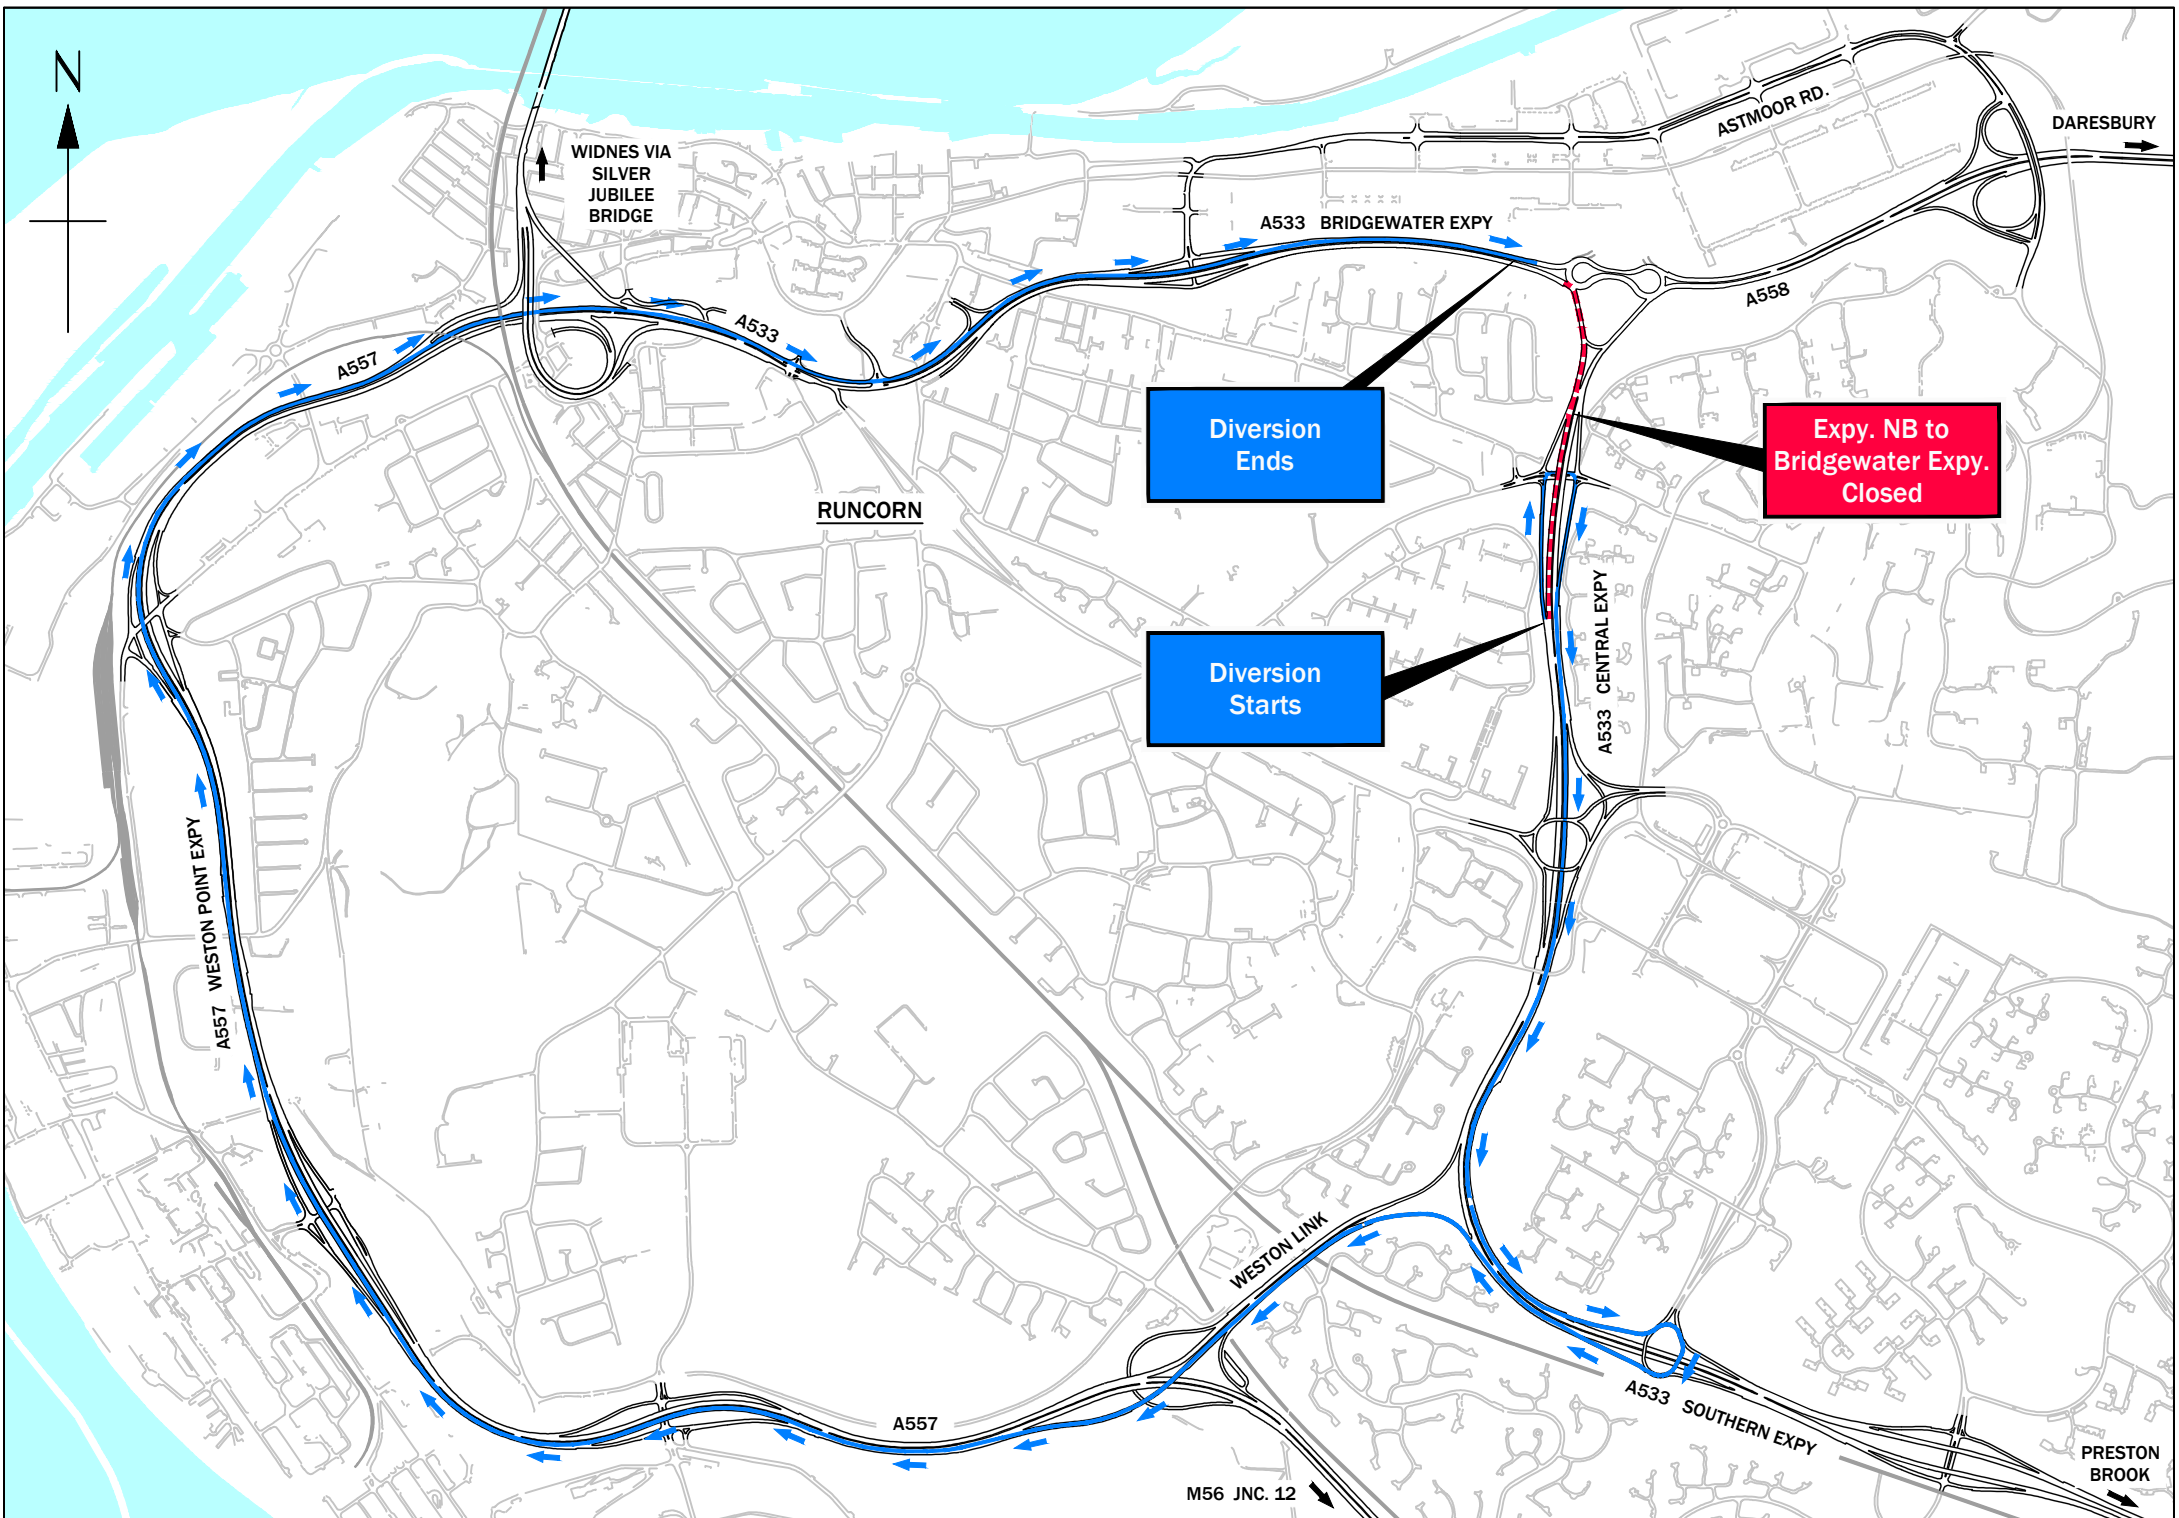 N
WIDNES VIA
SILVER
JUBILEE
BRIDGE
ASTMOOR RD.
DARESBURY
A533 BRIDGEWATER EXPY
A558
A533
A557
Diversion
Ends
Expy. NB to
Bridgewater Expy.
Closed
RUNCORN
Diversion
Starts
A533 CENTRAL EXPY
A557 WESTON POINT EXPY
WESTON LINK
A557
A533 SOUTHERN EXPY
M56 JNC. 12
PRESTON
BROOK